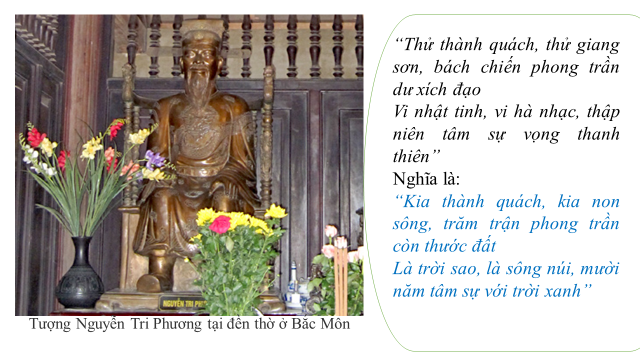 NGUYỄN TRI
Tượng Nguyễn Tri Phương tại đền thờ ở Bắc Môn
“Thử thành quách, thử giang
sơn, bách chiến phong trần
dư xích đạo
Vi nhật tinh, vi hà nhạc, thập
niên tâm sự vọng thanh
thiên”
Nghĩa là:
“Kia thành quách, kia non
sông, trăm trận phong trần
còn thước đất
Là trời sao, là sông núi, mười
năm tâm sự với trời xanh”